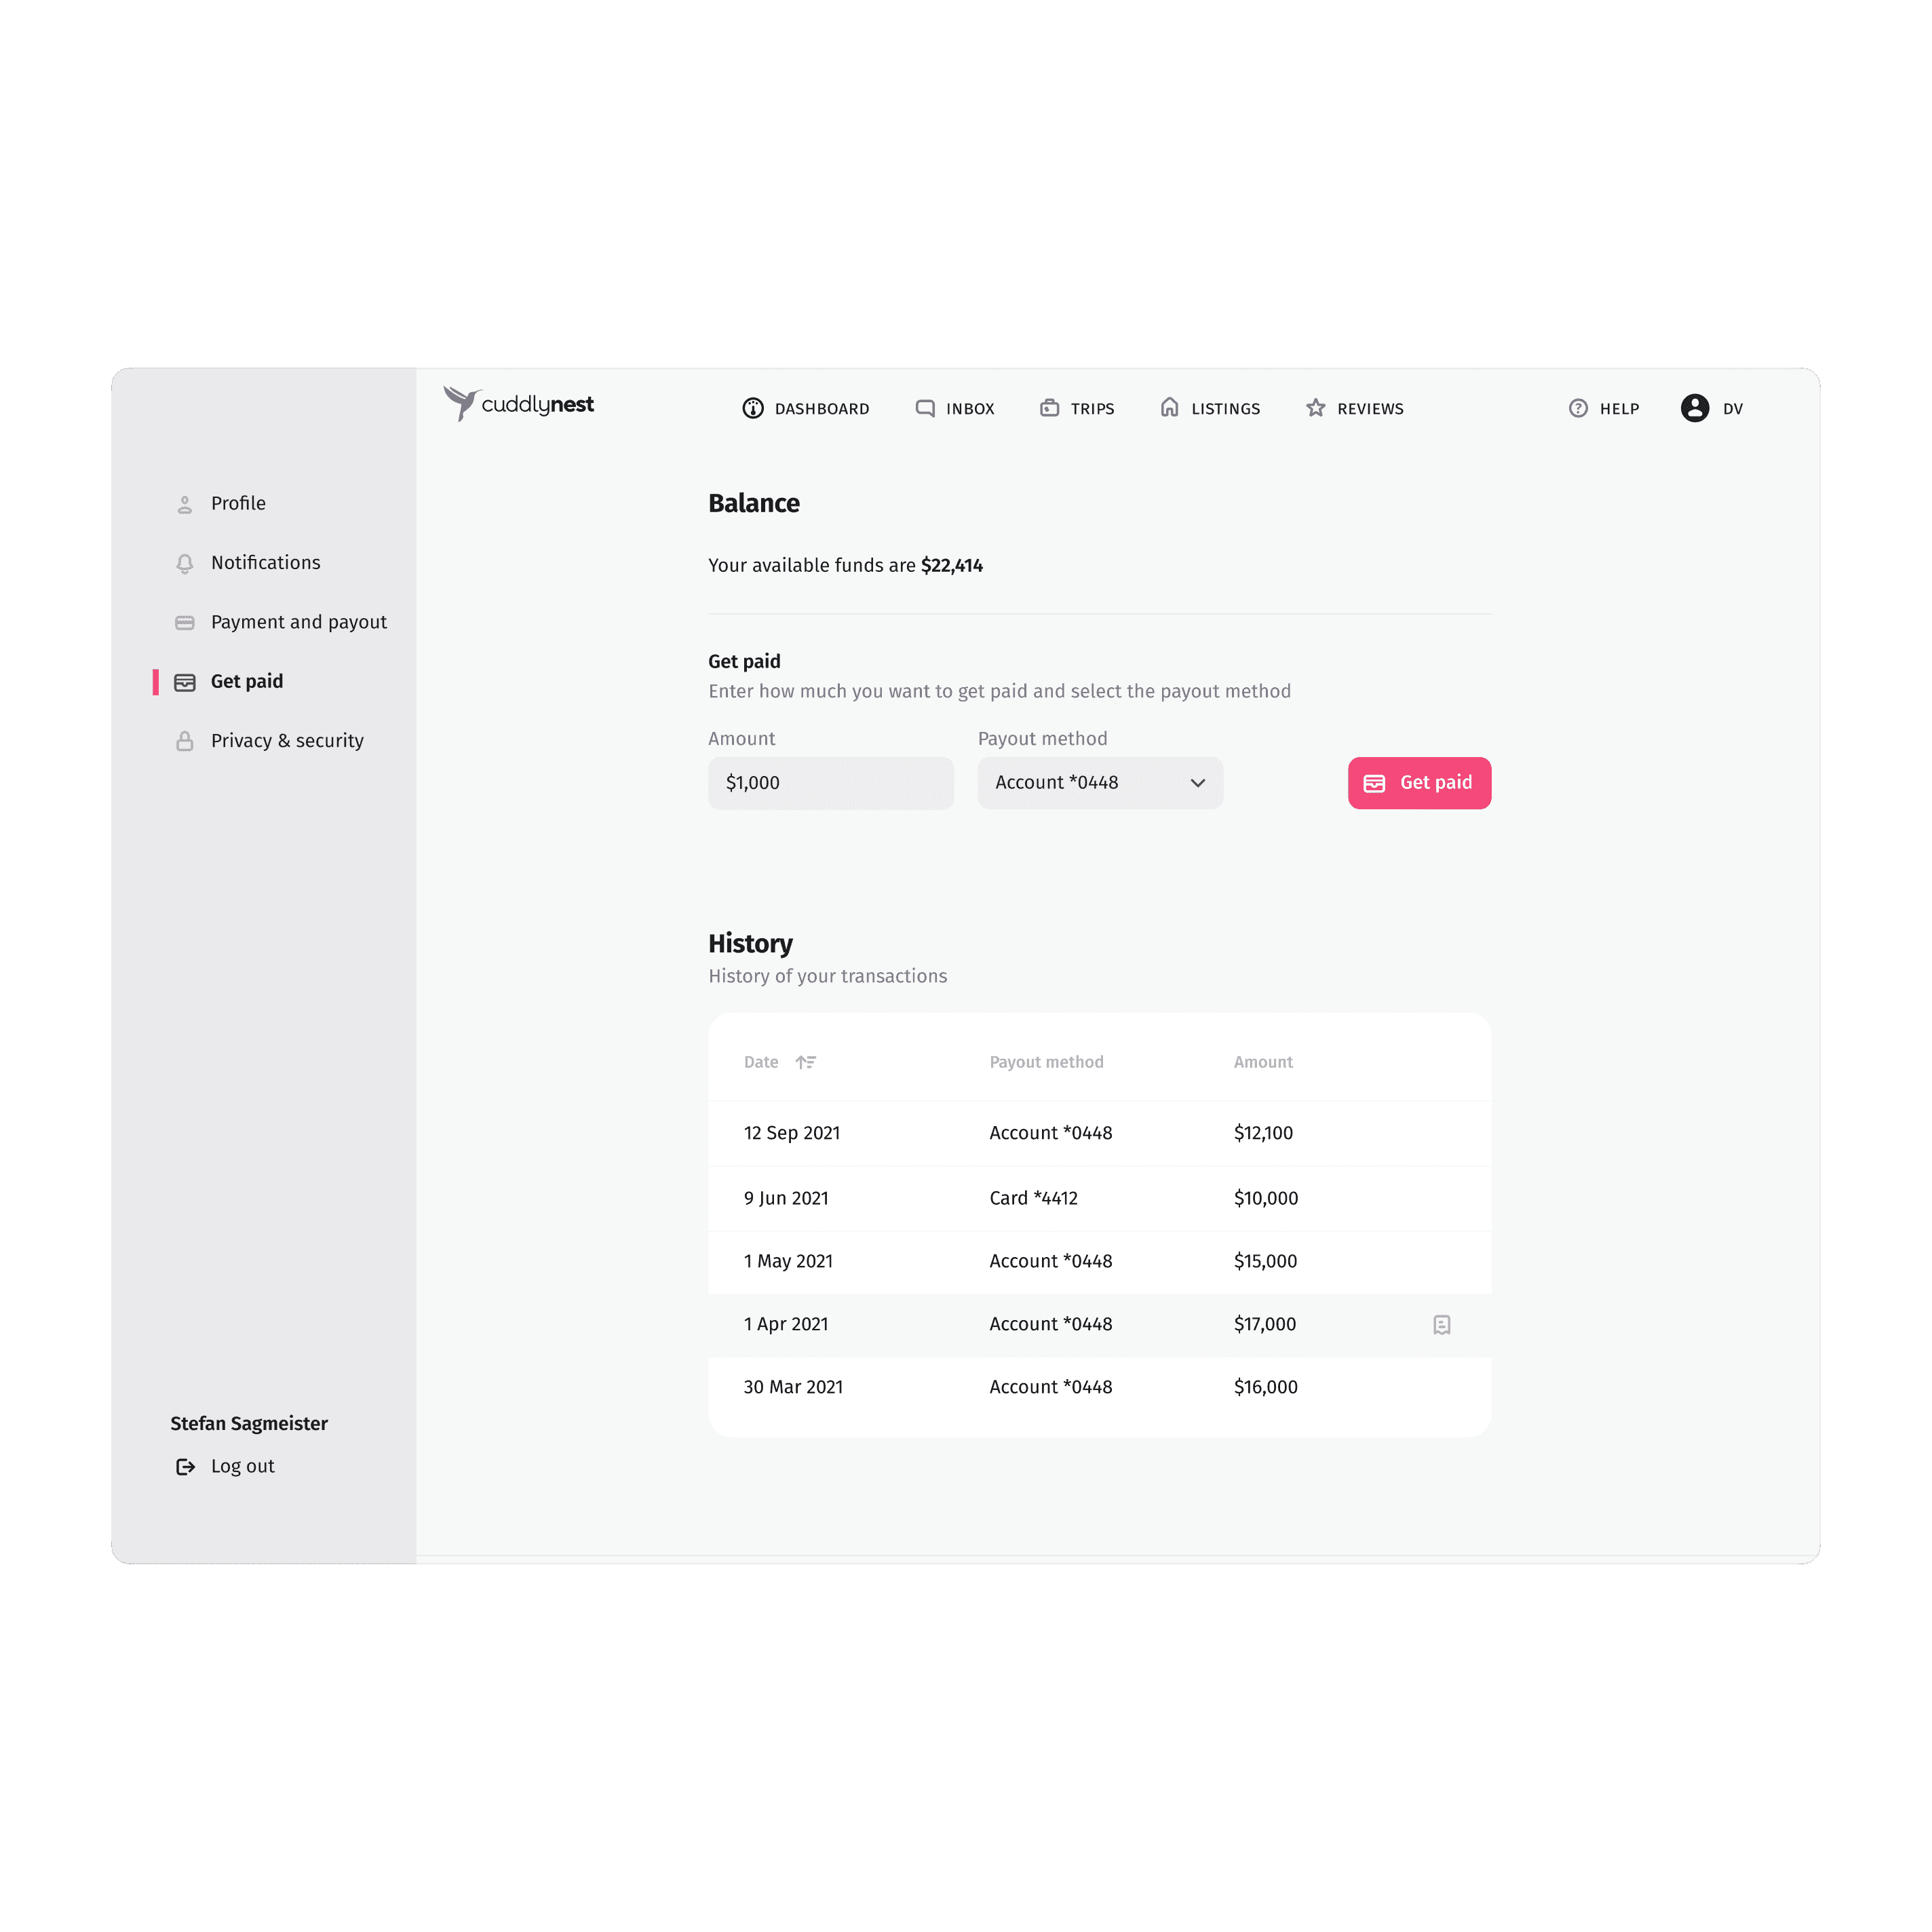 cuddlynest
DASHBOARD INBOX TRIPS LISTINGS REVIEWS HELP DV
Profile
Notifications
Payment and payout
Get paid
Privacy & security
Stefan Sagmeister
Log out
Balance
Your available funds are $22,414
Get paid
Enter how much you want to get paid and select the payout method
Amount Payout method
$1,000 Account *0448 Get paid
History
History of your transactions
Date Payout method Amount
12 Sep 2021 Account *0448 $12,100
9 Jun 2021 Card *4412 $10,000
1 May 2021 Account *0448 $15,000
1 Apr 2021 Account *0448 $17,000
30 Mar 2021 Account *0448 $16,000